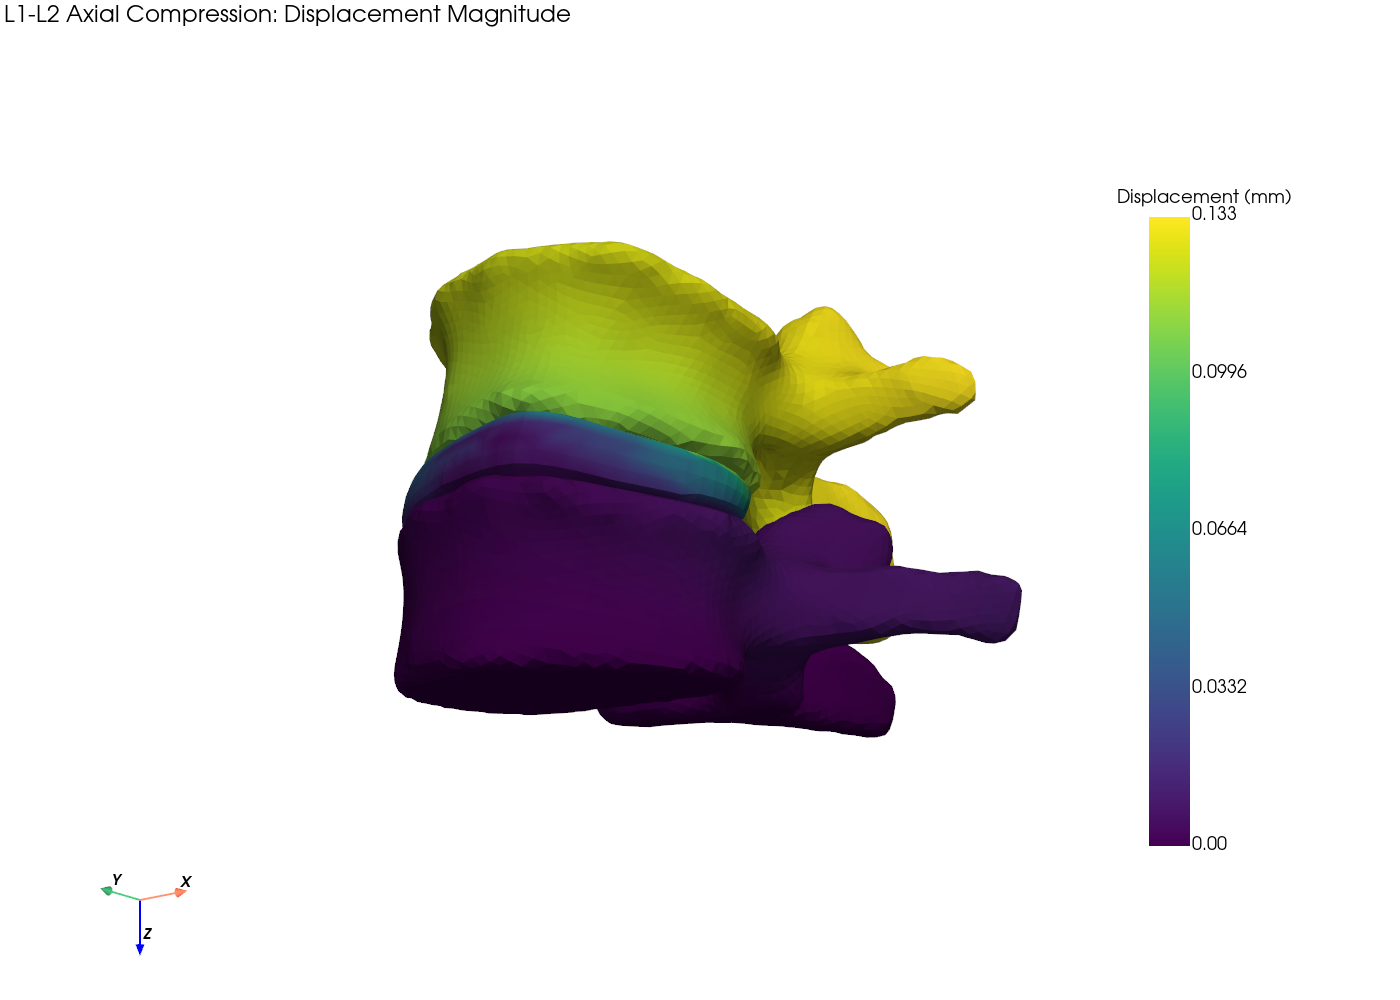 L1-L2 Axial Compression: Displacement Magnitude
Displacement (mm)
0.133
0.0996
0.0664
0.0332
0.00
Y
X
Z